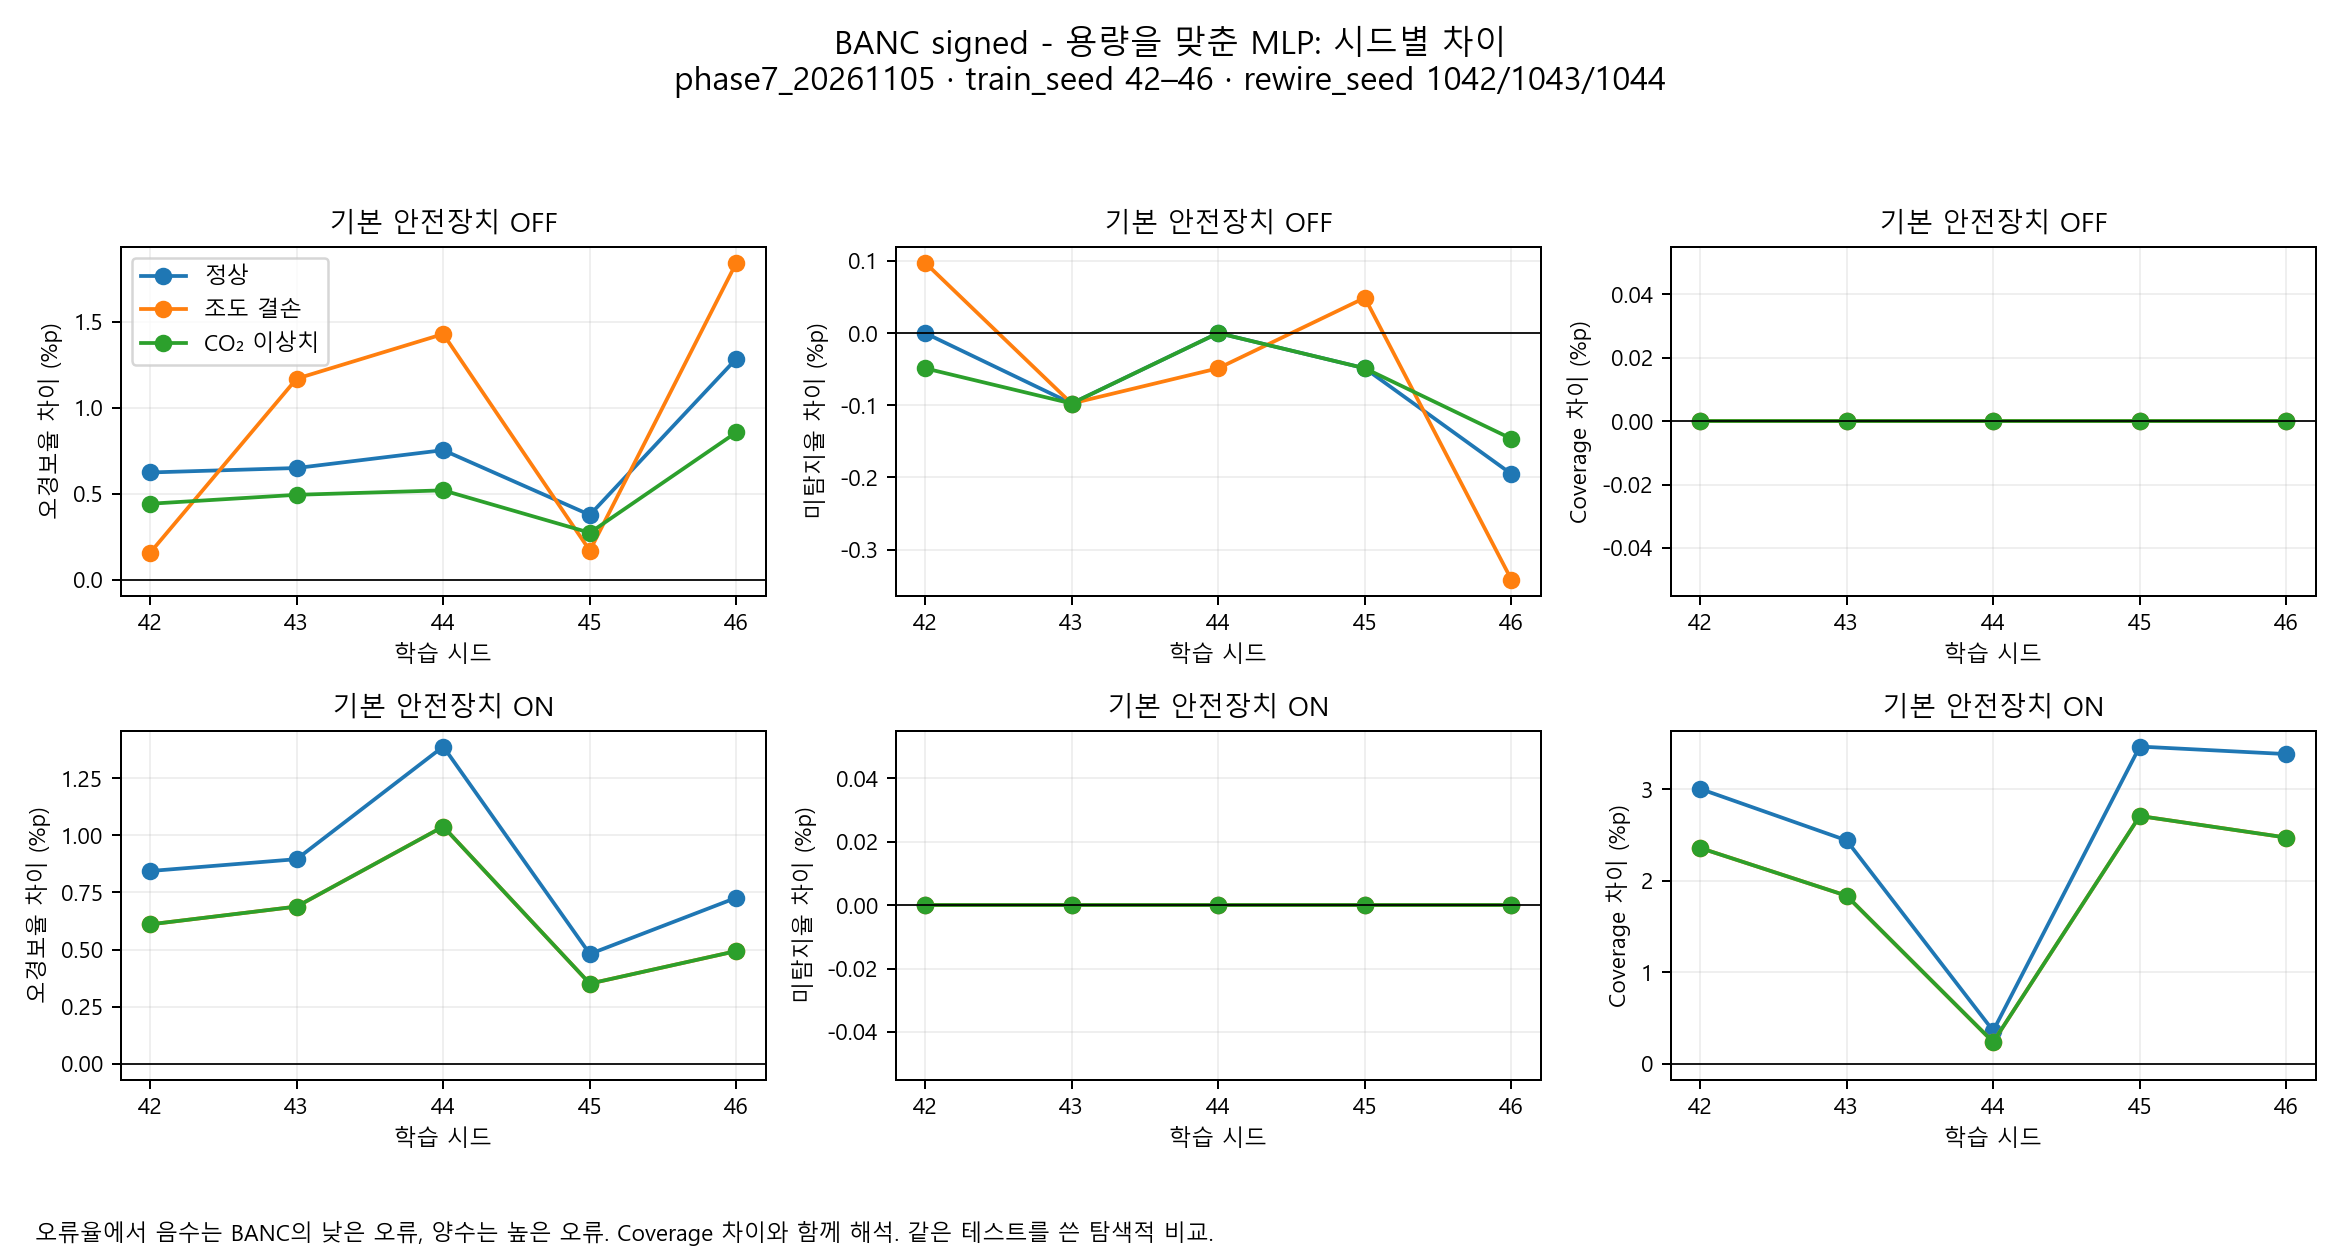 BANC signed - 용량을 맞춘 MLP: 시드별 차이
phase7_20261105 · train_seed 42–46 · rewire_seed 1042/1043/1044
기본 안전장치 OFF
오경보율 차이 (%p)
1.5
1.0
0.5
0.0
정상
조도 결손
CO₂ 이상치
42 43 44 45 46
학습 시드
기본 안전장치 OFF
미탐지율 차이 (%p)
0.1
0.0
-0.1
-0.2
-0.3
42 43 44 45 46
학습 시드
기본 안전장치 OFF
Coverage 차이 (%p)
0.04
0.02
0.00
-0.02
-0.04
42 43 44 45 46
학습 시드
기본 안전장치 ON
오경보율 차이 (%p)
1.25
1.00
0.75
0.50
0.25
0.00
42 43 44 45 46
학습 시드
기본 안전장치 ON
미탐지율 차이 (%p)
0.04
0.02
0.00
-0.02
-0.04
42 43 44 45 46
학습 시드
기본 안전장치 ON
Coverage 차이 (%p)
3
2
1
0
42 43 44 45 46
학습 시드
오류율에서 음수는 BANC의 낮은 오류, 양수는 높은 오류. Coverage 차이와 함께 해석. 같은 테스트를 쓴 탐색적 비교.